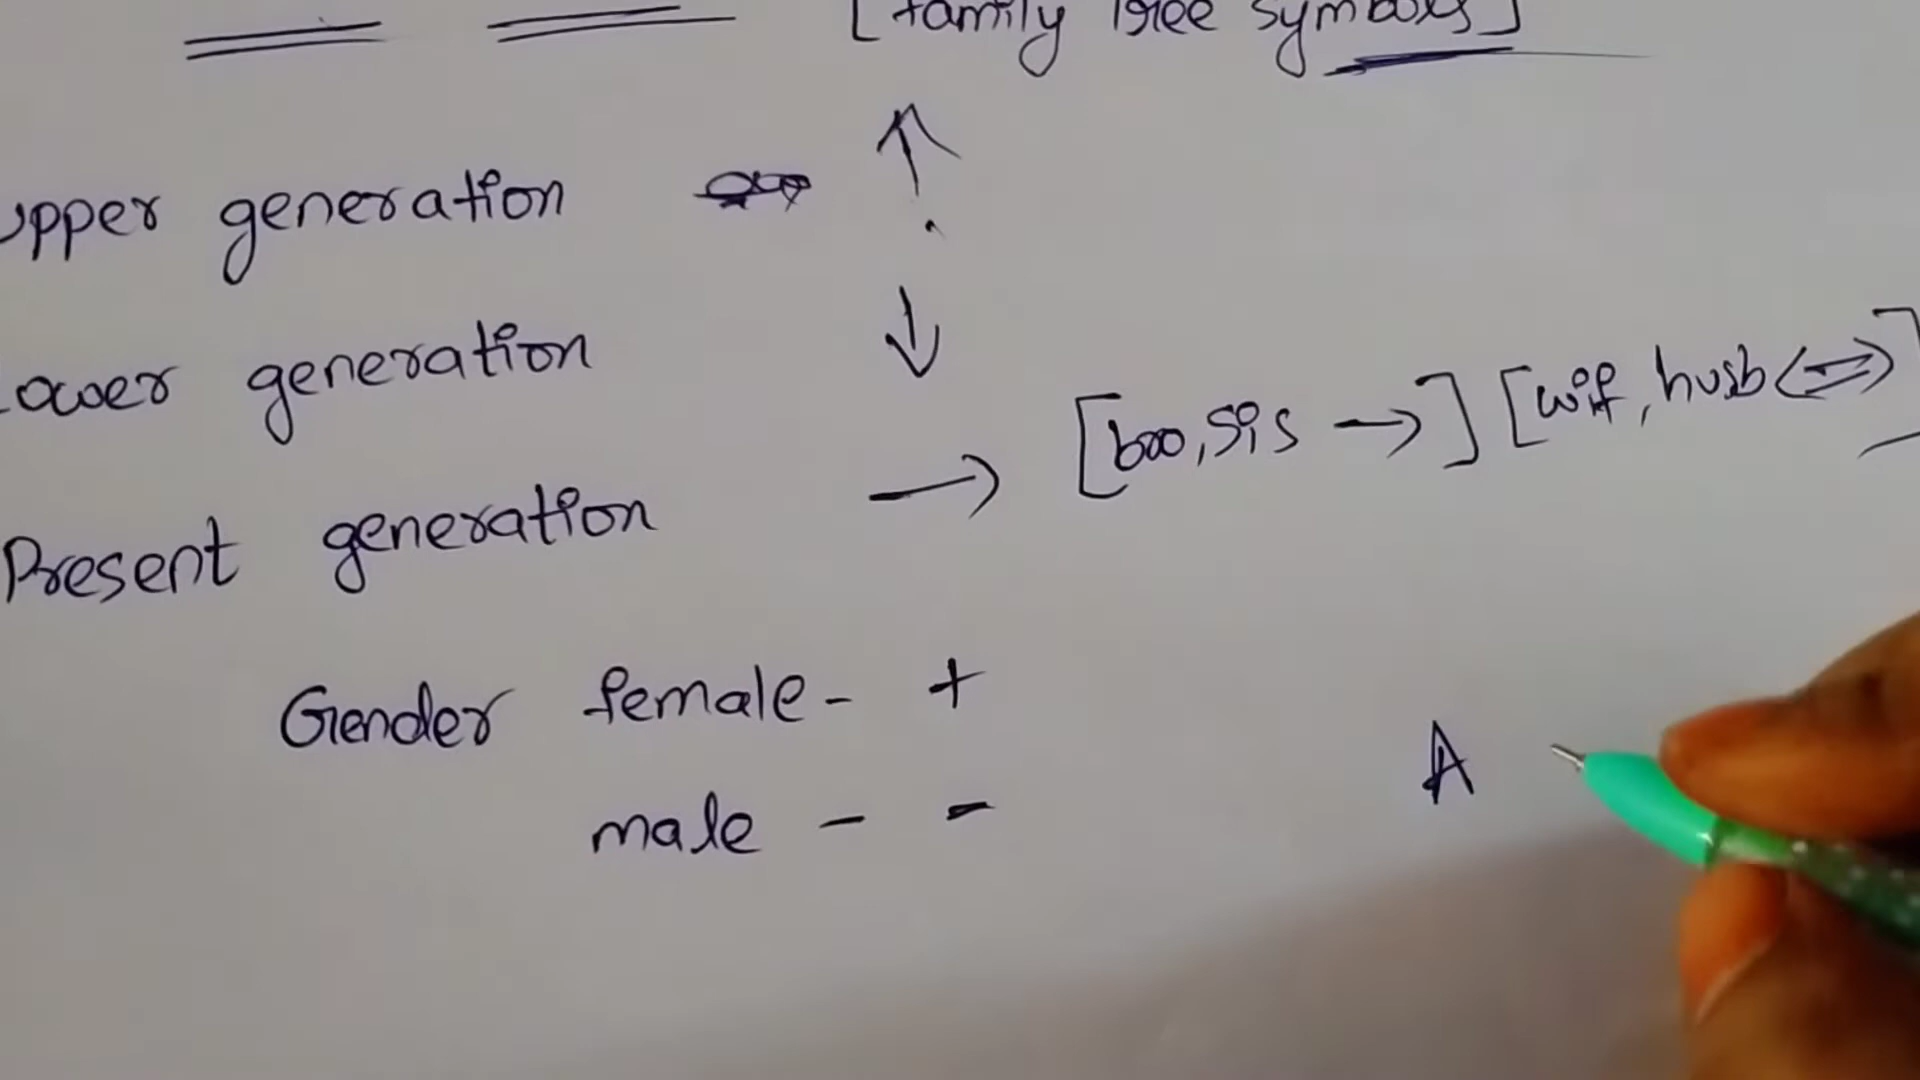 [family Tree symbols]
upper generation ↑
Lower generation ↓
Present generation → [bro, sis →] [wif, husb ⇔]
Gender female - +
male - -
A